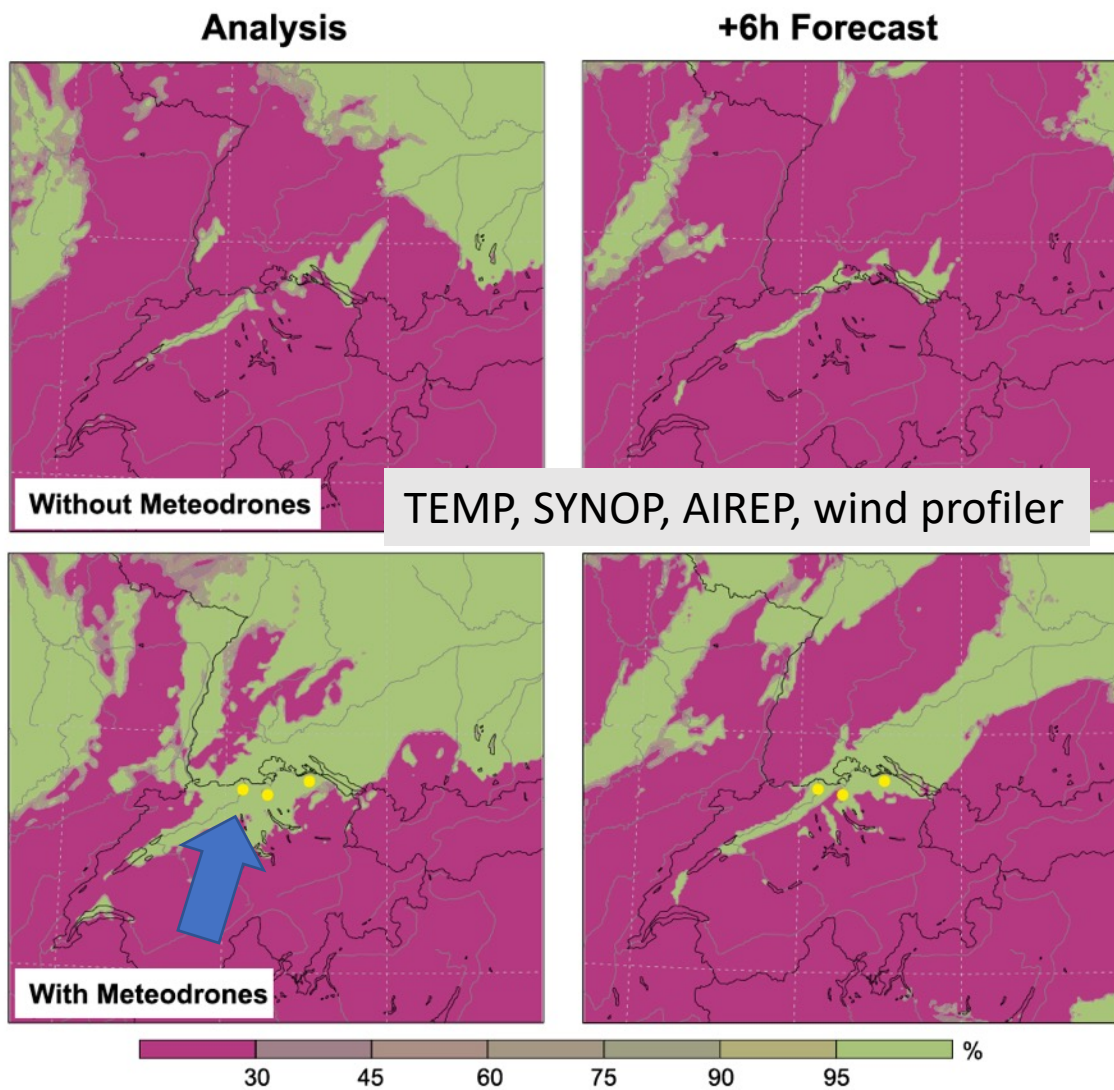 Analysis
+6h Forecast
Without Meteodrones
TEMP, SYNOP, AIREP, wind profiler
With Meteodrones
%
30 45 60 75 90 95